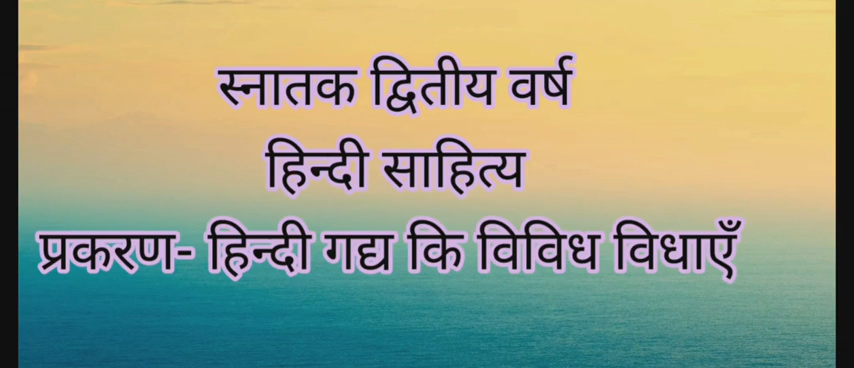 स्नातक द्वितीय वर्ष
हिन्दी साहित्य
प्रकरण- हिन्दी गद्य कि विविध विधाएँ